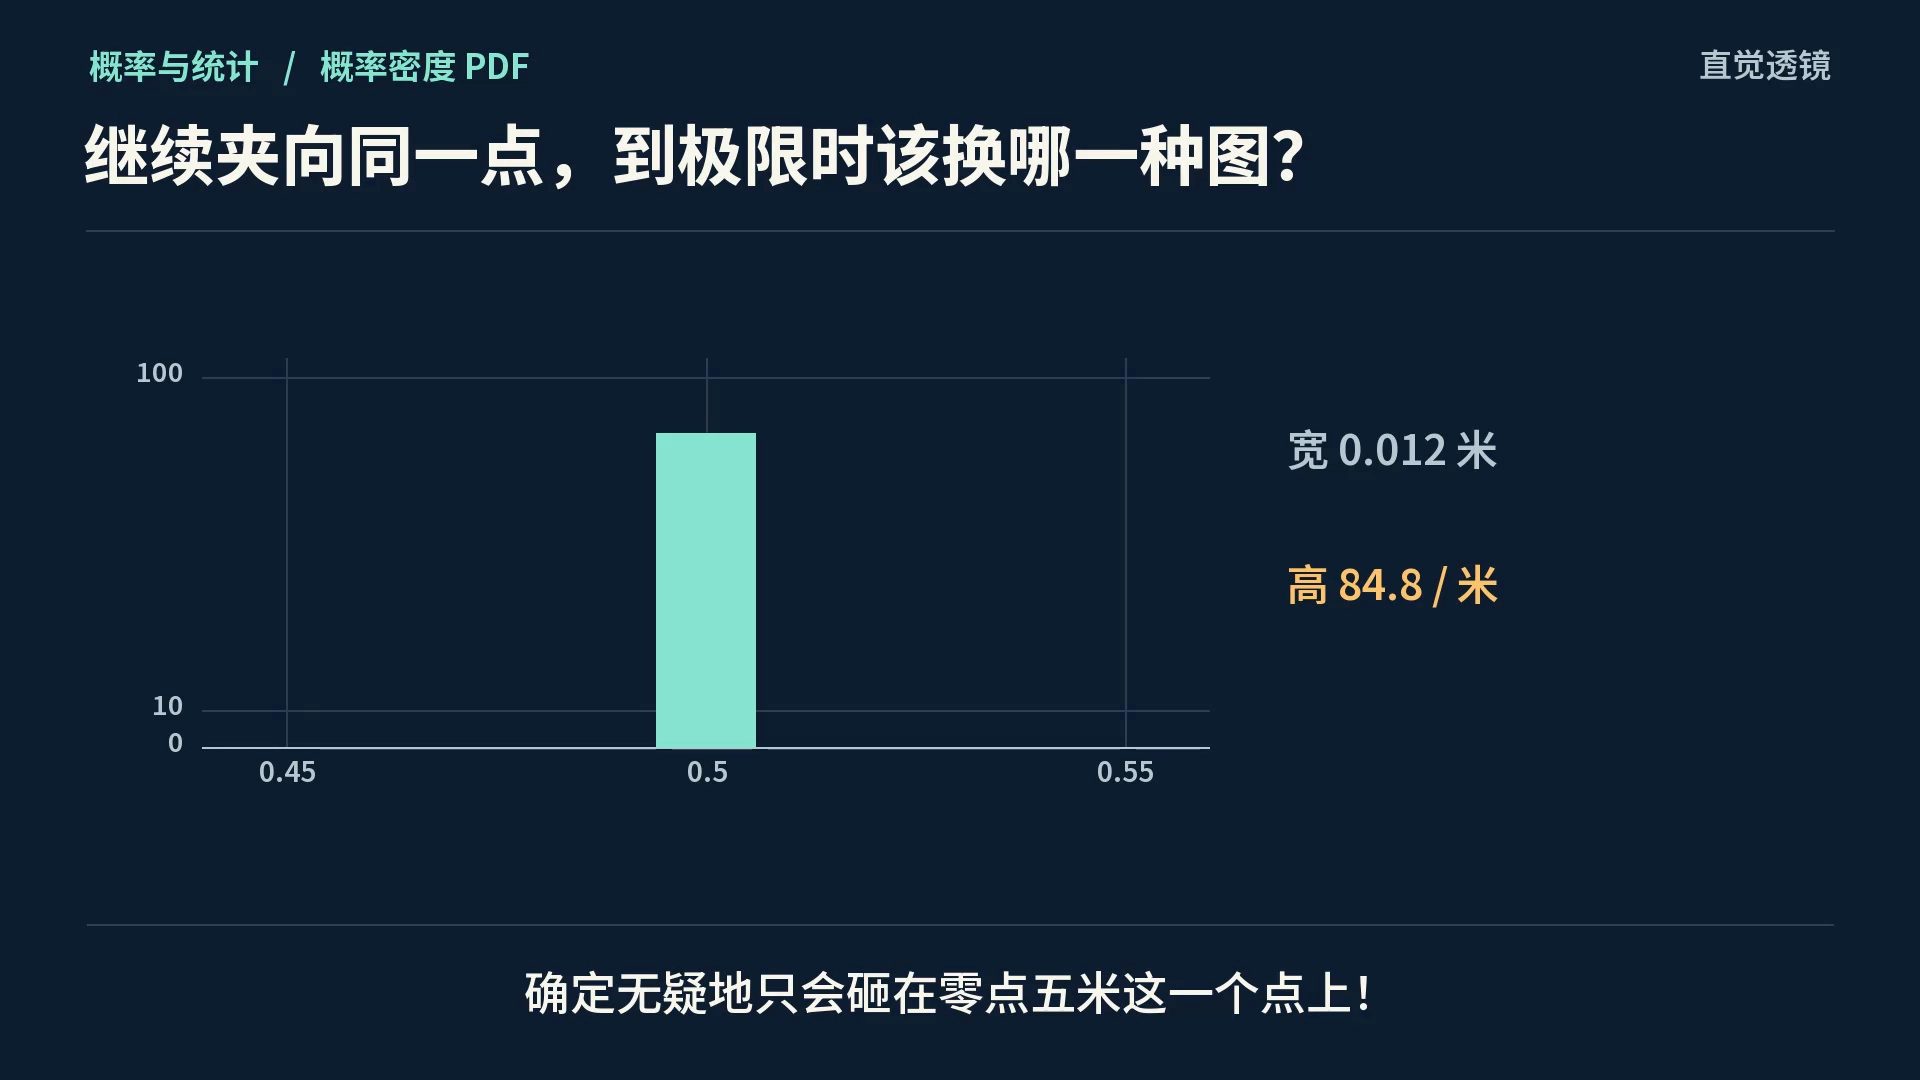 概率与统计 / 概率密度 PDF
直觉透镜
继续夹向同一点，到极限时该换哪一种图？
100
10
0
0.45
0.5
0.55
宽 0.012 米
高 84.8 / 米
确定无疑地只会砸在零点五米这一个点上！